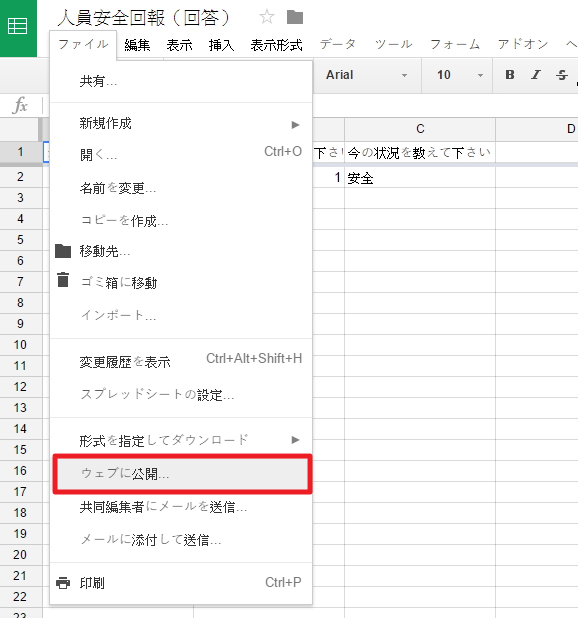 人員安全回報（回答）
ファイル 編集 表示 挿入 表示形式 データ ツール フォーム アドオン ヘ
共有...
Arial 10 B I S
fx
新規作成
C D
開く... Ctrl+O
1 下さい 今の状況を教えて下さい
2 1 安全
名前を変更...
3
コピーを作成...
4
移動先...
5
6
ゴミ箱に移動
7
8
インポート...
9
10
変更履歴を表示 Ctrl+Alt+Shift+H
11
スプレッドシートの設定...
12
13
形式を指定してダウンロード
14
15
ウェブに公開...
16
17
共同編集者にメールを送信...
18
メールに添付して送信...
19
20
印刷 Ctrl+P
21
22
23